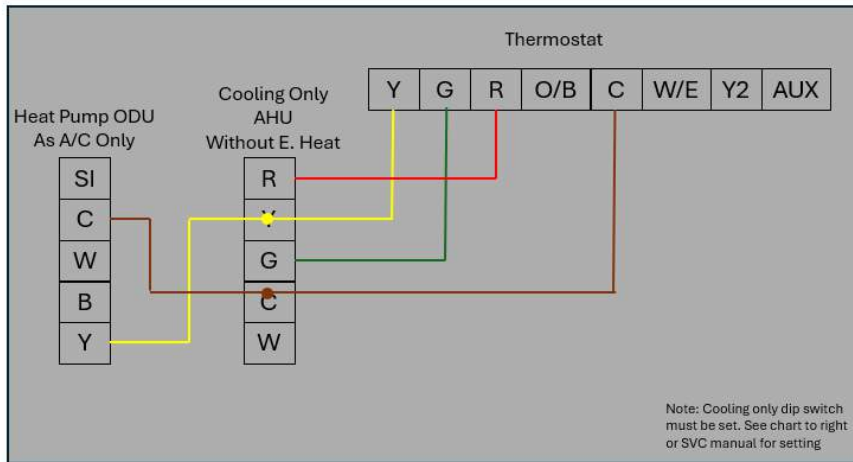 Thermostat
Y G R O/B C W/E Y2 AUX
Heat Pump ODU
As A/C Only
SI
C
W
B
Y
Cooling Only
AHU
Without E. Heat
R
Y
G
C
W
Note: Cooling only dip switch
must be set. See chart to right
or SVC manual for setting